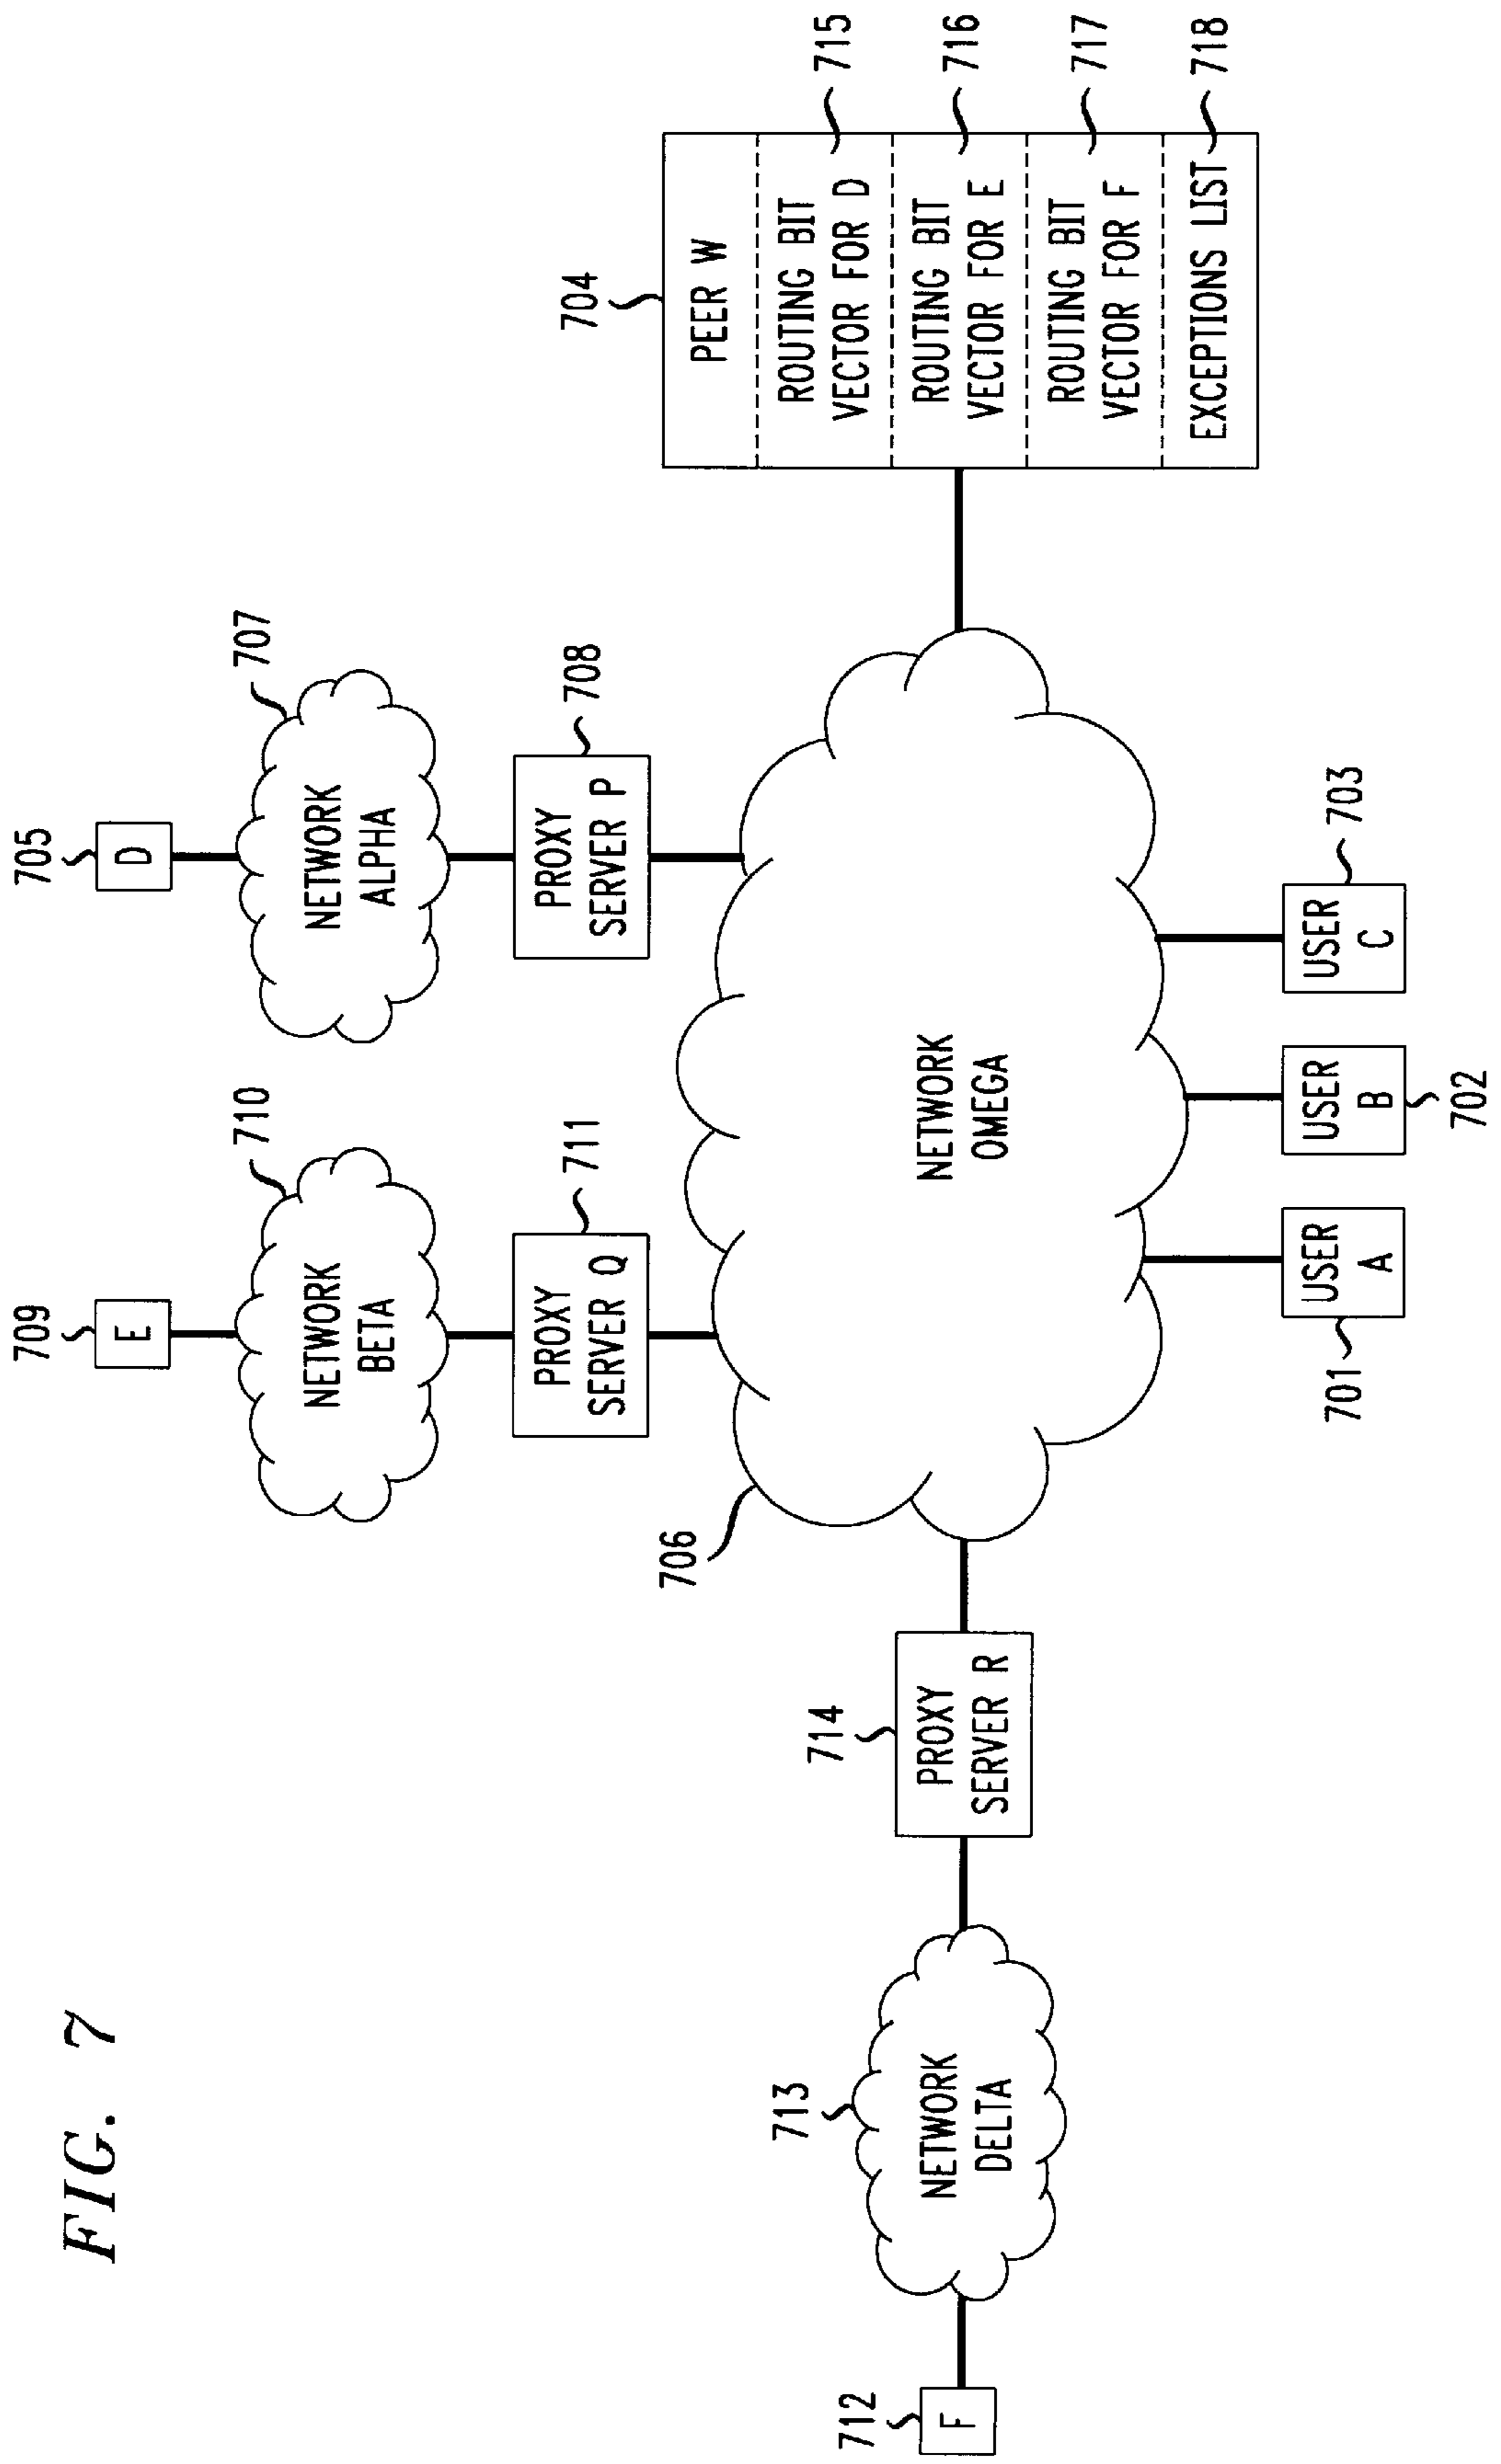 FIG. 7
705
D
707
NETWORK
ALPHA
708
PROXY
SERVER P
709
E
710
NETWORK
BETA
711
PROXY
SERVER Q
712
F
713
NETWORK
DELTA
714
PROXY
SERVER R
706
NETWORK
OMEGA
704
PEER W
ROUTING BIT
VECTOR FOR D
715
ROUTING BIT
VECTOR FOR E
716
ROUTING BIT
VECTOR FOR F
717
EXCEPTIONS LIST
718
701
USER
A
USER
B
702
USER
C
703